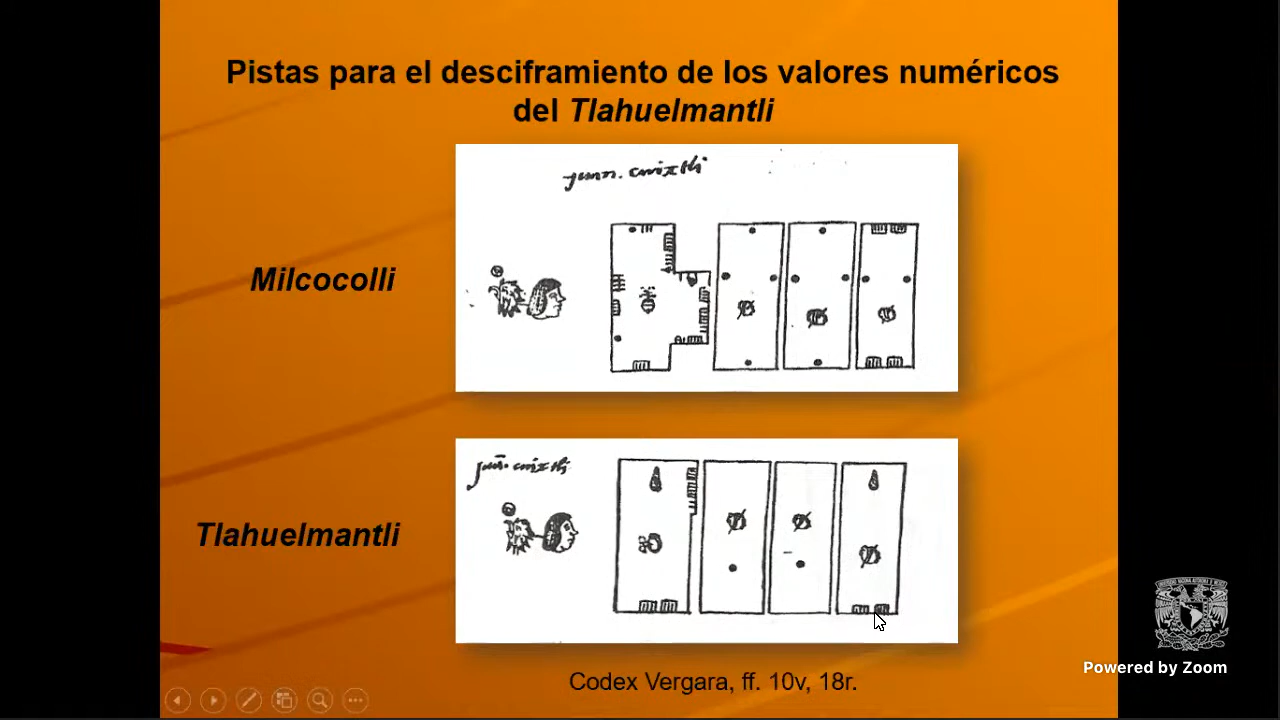 Pistas para el desciframiento de los valores numéricos
del Tlahuelmantli
Milcocolli
Tlahuelmantli
Codex Vergara, ff. 10v, 18r.
Powered by Zoom